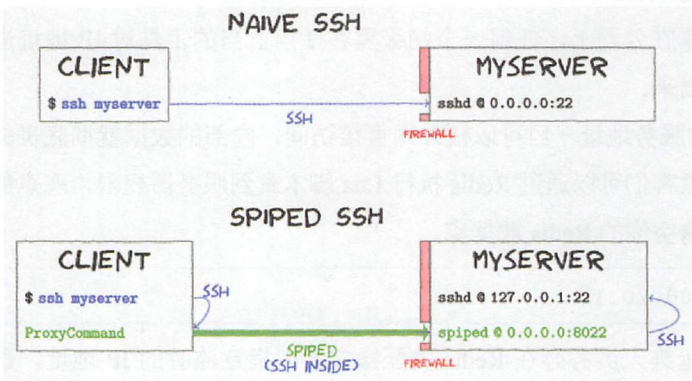 NAIVE SSH
CLIENT
$ ssh myserver
SSH
MYSERVER
sshd @ 0.0.0.0:22
FIREWALL
SPIPED SSH
CLIENT
$ ssh myserver
SSH
ProxyCommand
SPIPED
(SSH INSIDE)
MYSERVER
sshd @ 127.0.0.1:22
spiped @ 0.0.0.0:8022
SSH
FIREWALL